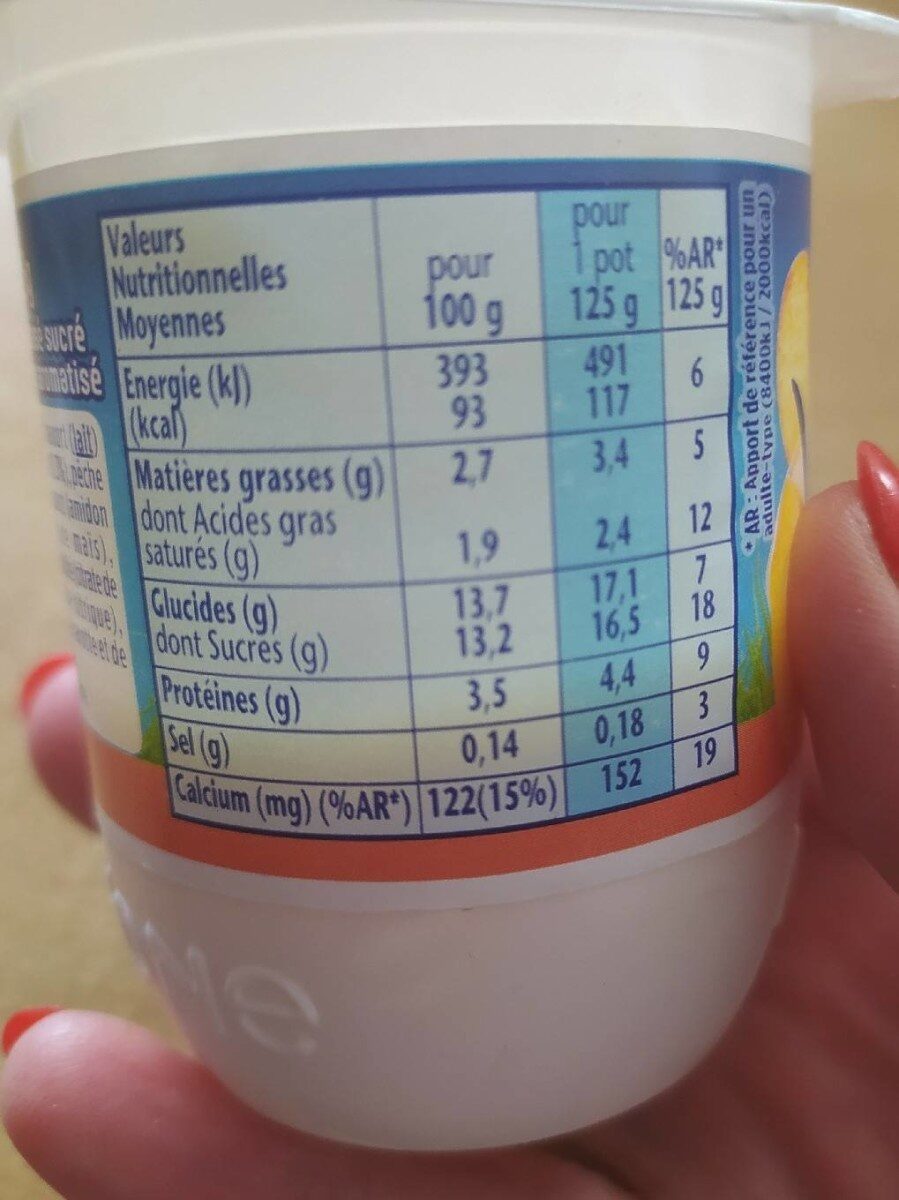 sucré
Valeurs
Nutritionnelles
Moyennes
pour
100 g
pour
1 pot
125 g
%AR*
125 g
Energie (kJ) 393 491 6
(kcal) 93 117
Matières grasses (g) 2,7 3,4 5
dont Acides gras
saturés (g) 1,9 2,4 12
Glucides (g) 13,7 17,1 7
dont Sucres (g) 13,2 16,5 18
Protéines (g) 3,5 4,4 9
Sel (g) 0,14 0,18 3
Calcium (mg) (%AR*) 122(15%) 152 19
* AR : Apport de référence pour un
adulte-type (8400kJ / 2000kcal)
(lait)
pêche
amidon
mais),
et de